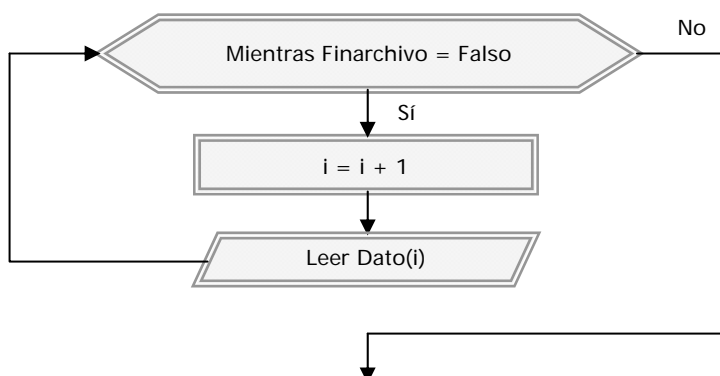 Mientras Finarchivo = Falso
No
Sí
i = i + 1
Leer Dato(i)